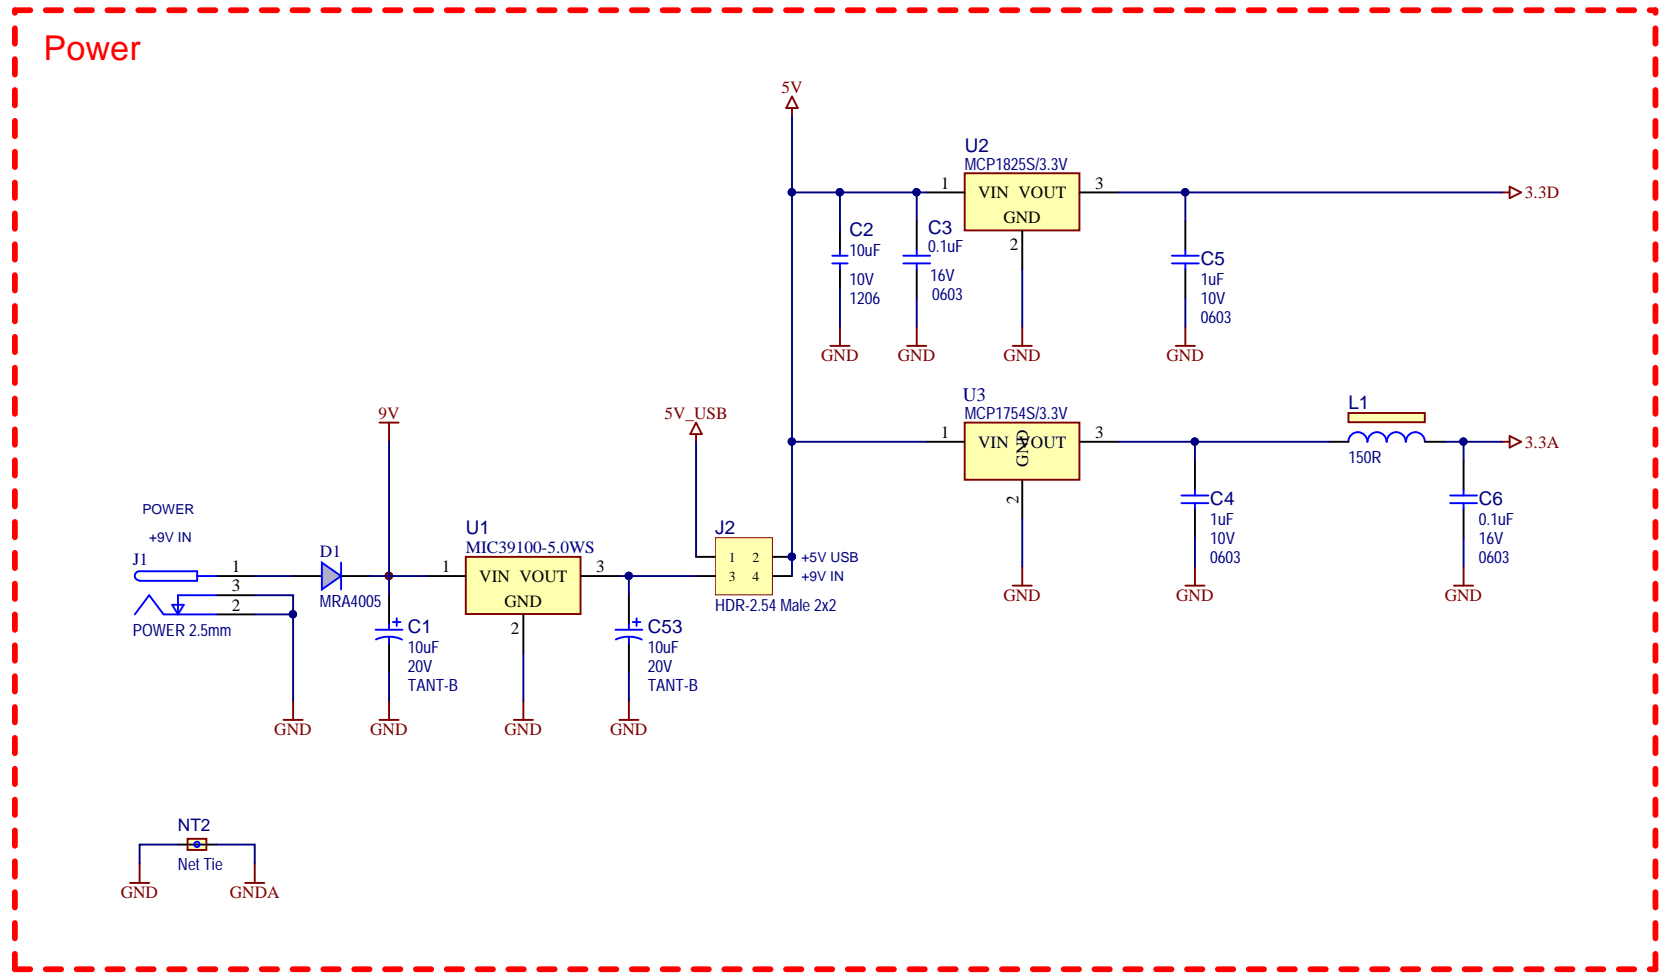 Power
5V
U2
MCP1825S/3.3V
1
VIN VOUT
3
GND
2
3.3D
C2
10uF
10V
1206
GND
C3
0.1uF
16V
0603
GND
GND
C5
1uF
10V
0603
GND
U3
MCP1754S/3.3V
1
VIN VOUT
GND
3
2
GND
C4
1uF
10V
0603
GND
L1
150R
3.3A
C6
0.1uF
16V
0603
GND
9V
5V_USB
POWER
+9V IN
J1
1
3
2
POWER 2.5mm
GND
D1
MRA4005
C1
10uF
20V
TANT-B
GND
U1
MIC39100-5.0WS
1
VIN VOUT
3
GND
2
GND
C53
10uF
20V
TANT-B
GND
J2
1 2
3 4
+5V USB
+9V IN
HDR-2.54 Male 2x2
NT2
Net Tie
GND
GNDA